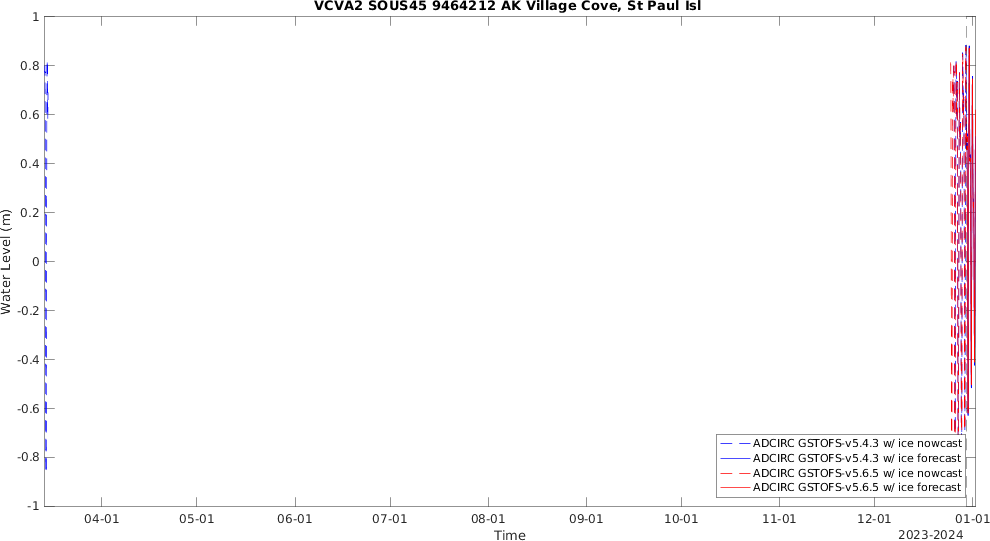 VCVA2 SOUS45 9464212 AK Village Cove, St Paul Isl
1
0.8
0.6
0.4
0.2
0
-0.2
-0.4
-0.6
-0.8
-1
Water Level (m)
ADCIRC GSTOFS-v5.4.3 w/ ice nowcast
ADCIRC GSTOFS-v5.4.3 w/ ice forecast
ADCIRC GSTOFS-v5.6.5 w/ ice nowcast
ADCIRC GSTOFS-v5.6.5 w/ ice forecast
04-01 05-01 06-01 07-01 08-01 09-01 10-01 11-01 12-01 01-01
Time
2023-2024